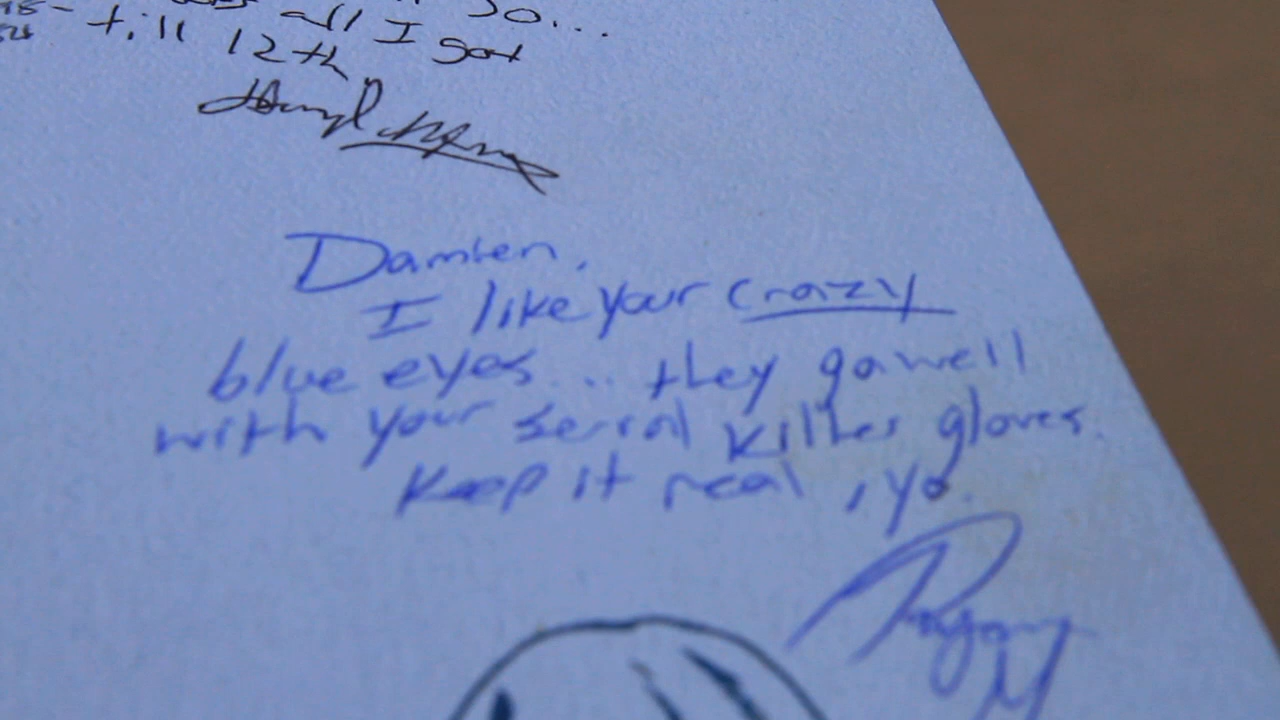 so...
till 12th all I got
Damien,
I like your crazy
blue eyes... they go well
with your serial killer gloves.
Keep it real, yo.